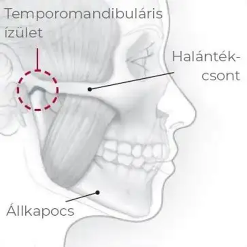 Temporomandibuláris
ízület
Halánték-
csont
Állkapocs